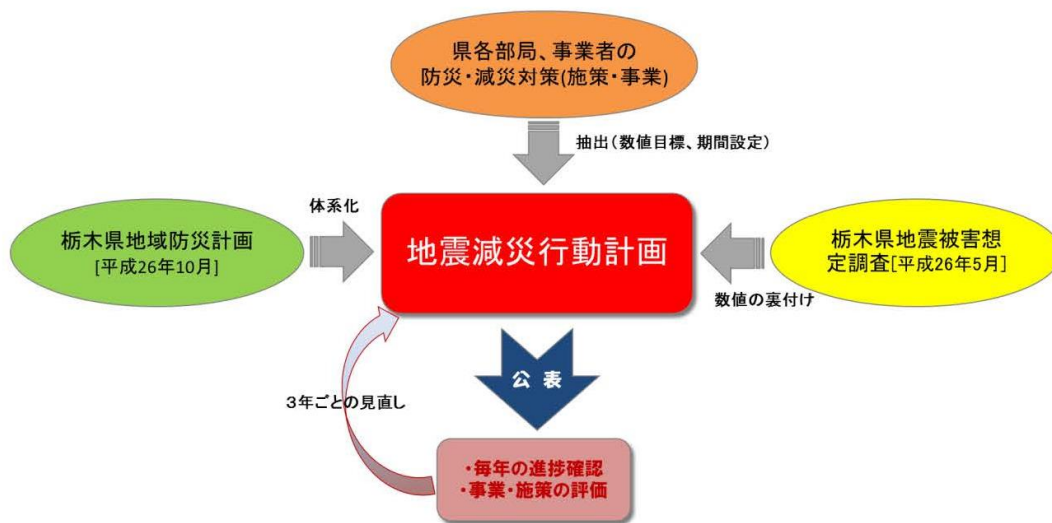 県各部局、事業者の
防災・減災対策(施策・事業)
抽出(数値目標、期間設定)
体系化
栃木県地域防災計画
[平成26年10月]
地震減災行動計画
栃木県地震被害想
定調査[平成26年5月]
数値の裏付け
公表
3年ごとの見直し
・毎年の進捗確認
・事業・施策の評価